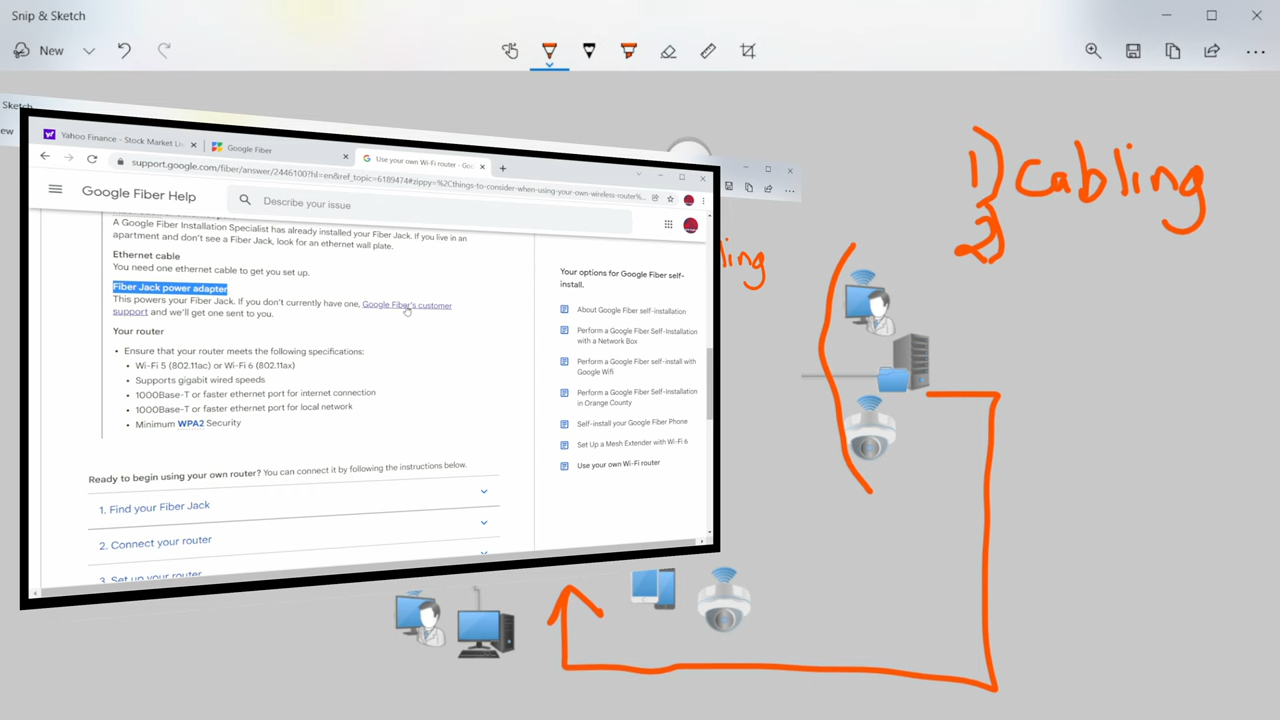 Snip & Sketch
New
Sketch
ew
Yahoo Finance - Stock Market Li
Google Fiber
Use your own Wi-Fi router - Goo
support.google.com/fiber/answer/2446100?hl=en&ref_topic=6189474#zippy=%2Cthings-to-consider-when-using-your-own-wireless-router%...
Google Fiber Help
Describe your issue
A Google Fiber Installation Specialist has already installed your Fiber Jack. If you live in an
apartment and don't see a Fiber Jack, look for an ethernet wall plate.
Ethernet cable
You need one ethernet cable to get you set up.
Fiber Jack power adapter
This powers your Fiber Jack. If you don't currently have one, Google Fiber's customer
support and we'll get one sent to you.
Your router
• Ensure that your router meets the following specifications:
• Wi-Fi 5 (802.11ac) or Wi-Fi 6 (802.11ax)
• Supports gigabit wired speeds
• 1000Base-T or faster ethernet port for internet connection
• 1000Base-T or faster ethernet port for local network
• Minimum WPA2 Security
Ready to begin using your own router? You can connect it by following the instructions below.
1. Find your Fiber Jack
2. Connect your router
3. Set up your router
Your options for Google Fiber self-
install.
About Google Fiber self-installation
Perform a Google Fiber Self-Installation
with a Network Box
Perform a Google Fiber self-install with
Google Wifi
Perform a Google Fiber Self-Installation
in Orange County
Self-install your Google Fiber Phone
Set Up a Mesh Extender with Wi-Fi 6
Use your own Wi-Fi router
ling
1) Cabling
2)